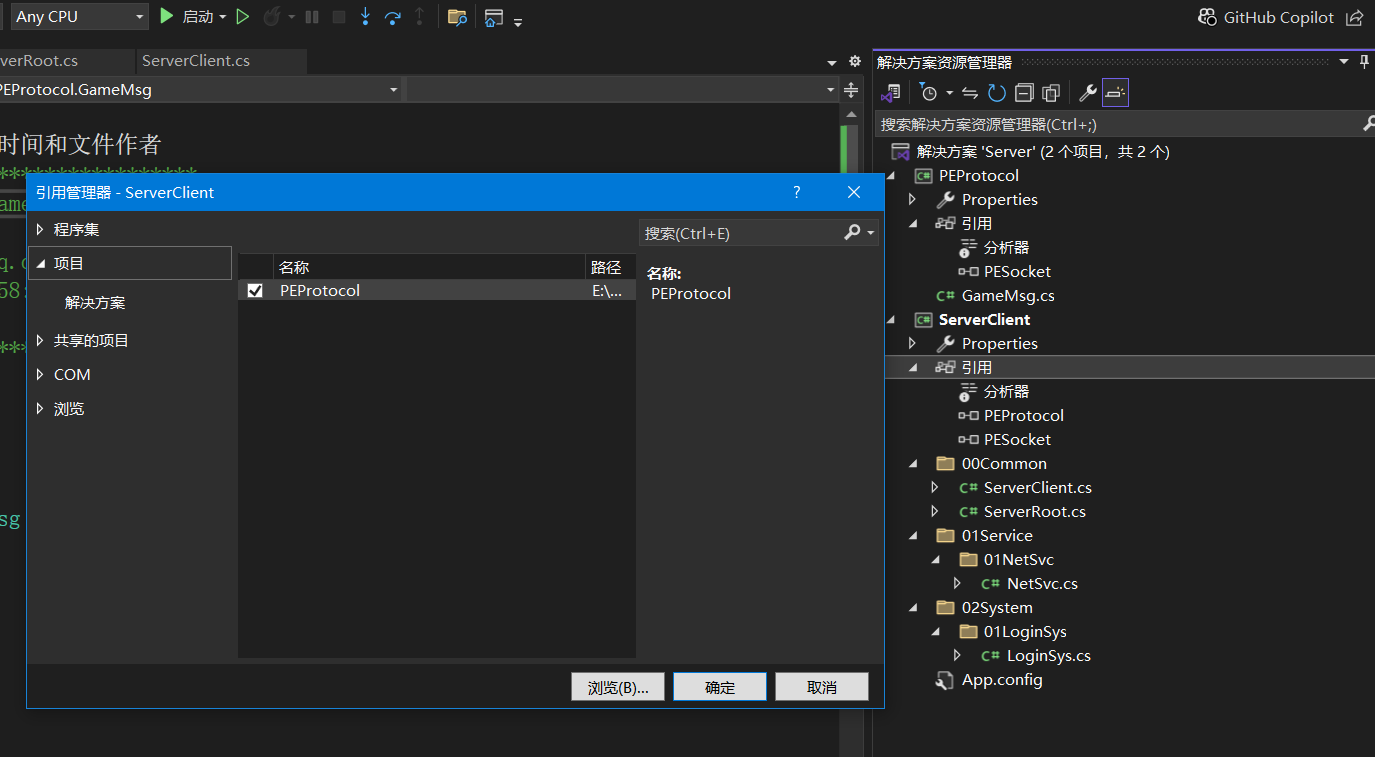 Any CPU
启动
GitHub Copilot
verRoot.cs
ServerClient.cs
PEProtocol.GameMsg
时间和文件作者
*****************
ame
q.c
58:
**
sg
引用管理器 - ServerClient
?
程序集
项目
解决方案
共享的项目
COM
浏览
搜索(Ctrl+E)
名称
路径
PEProtocol
E:\...
名称:
PEProtocol
浏览(B)...
确定
取消
解决方案资源管理器
搜索解决方案资源管理器(Ctrl+;)
解决方案 'Server' (2 个项目，共 2 个)
C# PEProtocol
Properties
引用
分析器
PESocket
C# GameMsg.cs
C# ServerClient
Properties
引用
分析器
PEProtocol
PESocket
00Common
C# ServerClient.cs
C# ServerRoot.cs
01Service
01NetSvc
C# NetSvc.cs
02System
01LoginSys
C# LoginSys.cs
App.config